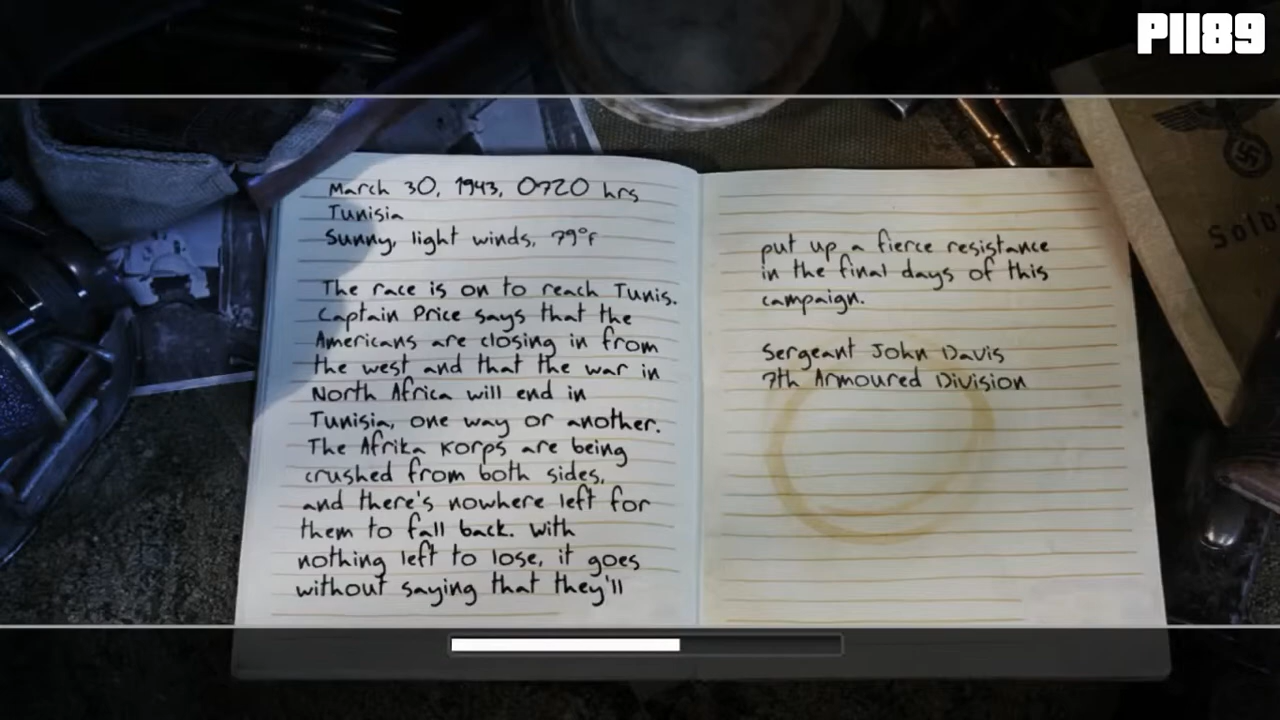 P1189
March 30, 1943, 0720 hrs
Tunisia
Sunny, light winds, 79°F
The race is on to reach Tunis.
Captain Price says that the
Americans are closing in from
the west and that the war in
North Africa will end in
Tunisia, one way or another.
The Afrika Korps are being
crushed from both sides,
and there's nowhere left for
them to fall back. With
nothing left to lose, it goes
without saying that they'll
put up a fierce resistance
in the final days of this
campaign.
Sergeant John Davis
7th Armoured Division
Sold